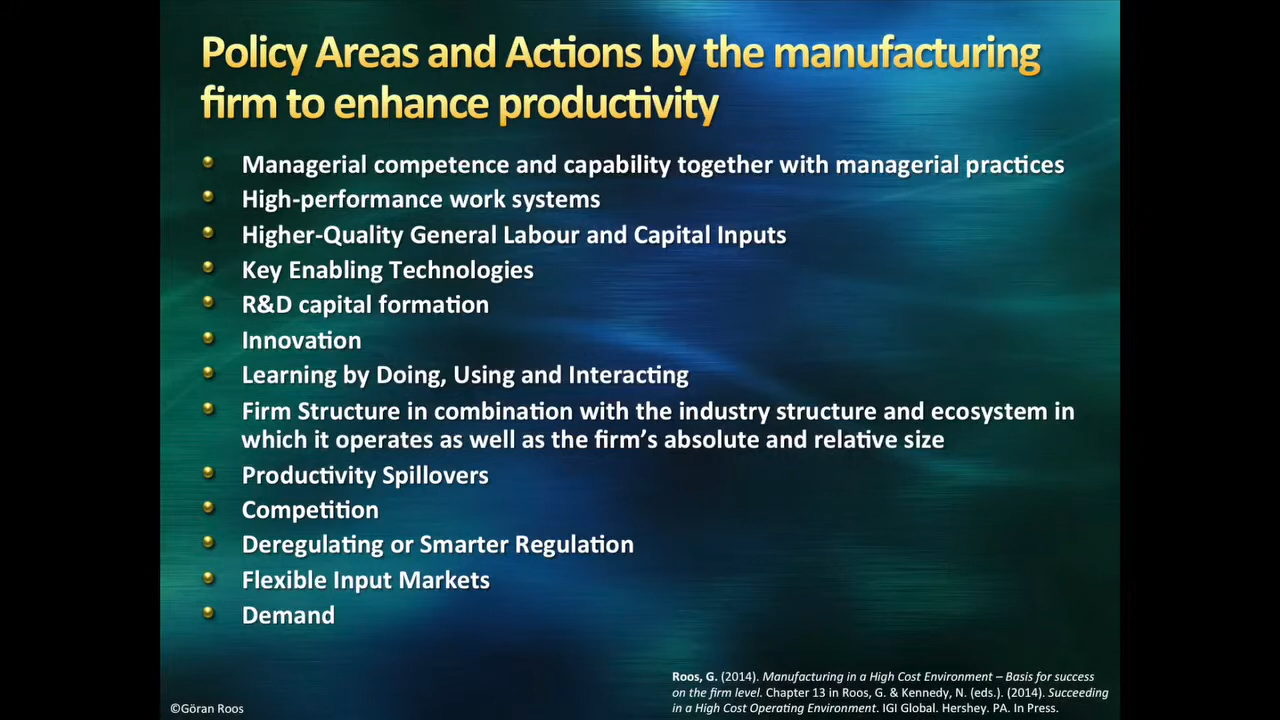 Policy Areas and Actions by the manufacturing
firm to enhance productivity
Managerial competence and capability together with managerial practices
High-performance work systems
Higher-Quality General Labour and Capital Inputs
Key Enabling Technologies
R&D capital formation
Innovation
Learning by Doing, Using and Interacting
Firm Structure in combination with the industry structure and ecosystem in
which it operates as well as the firm's absolute and relative size
Productivity Spillovers
Competition
Deregulating or Smarter Regulation
Flexible Input Markets
Demand
Roos, G. (2014). Manufacturing in a High Cost Environment – Basis for success
on the firm level. Chapter 13 in Roos, G. & Kennedy, N. (eds.). (2014). Succeeding
in a High Cost Operating Environment. IGI Global. Hershey. PA. In Press.
©Göran Roos